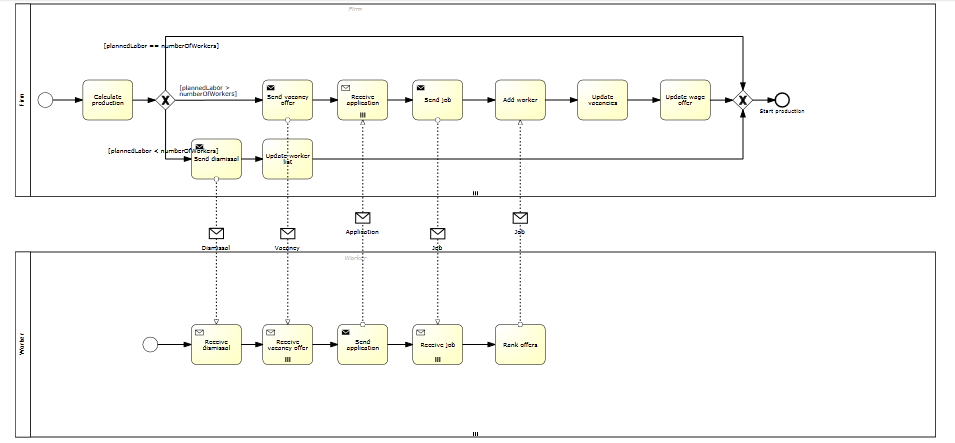 Firm
Firm
[plannedLabor == numberOfWorkers]
Calculate
production
[plannedLabor >
numberOfWorkers]
Send vacancy
offer
Receive
application
Send job
Add worker
Update
vacancies
Update wage
offer
Start production
[plannedLabor < numberOfWorkers]
Send dismissal
Update worker
list
Dismissal
Vacancy
Application
Job
Job
Worker
Worker
Receive
dismissal
Receive
vacancy offer
Send
application
Receive job
Rank offers